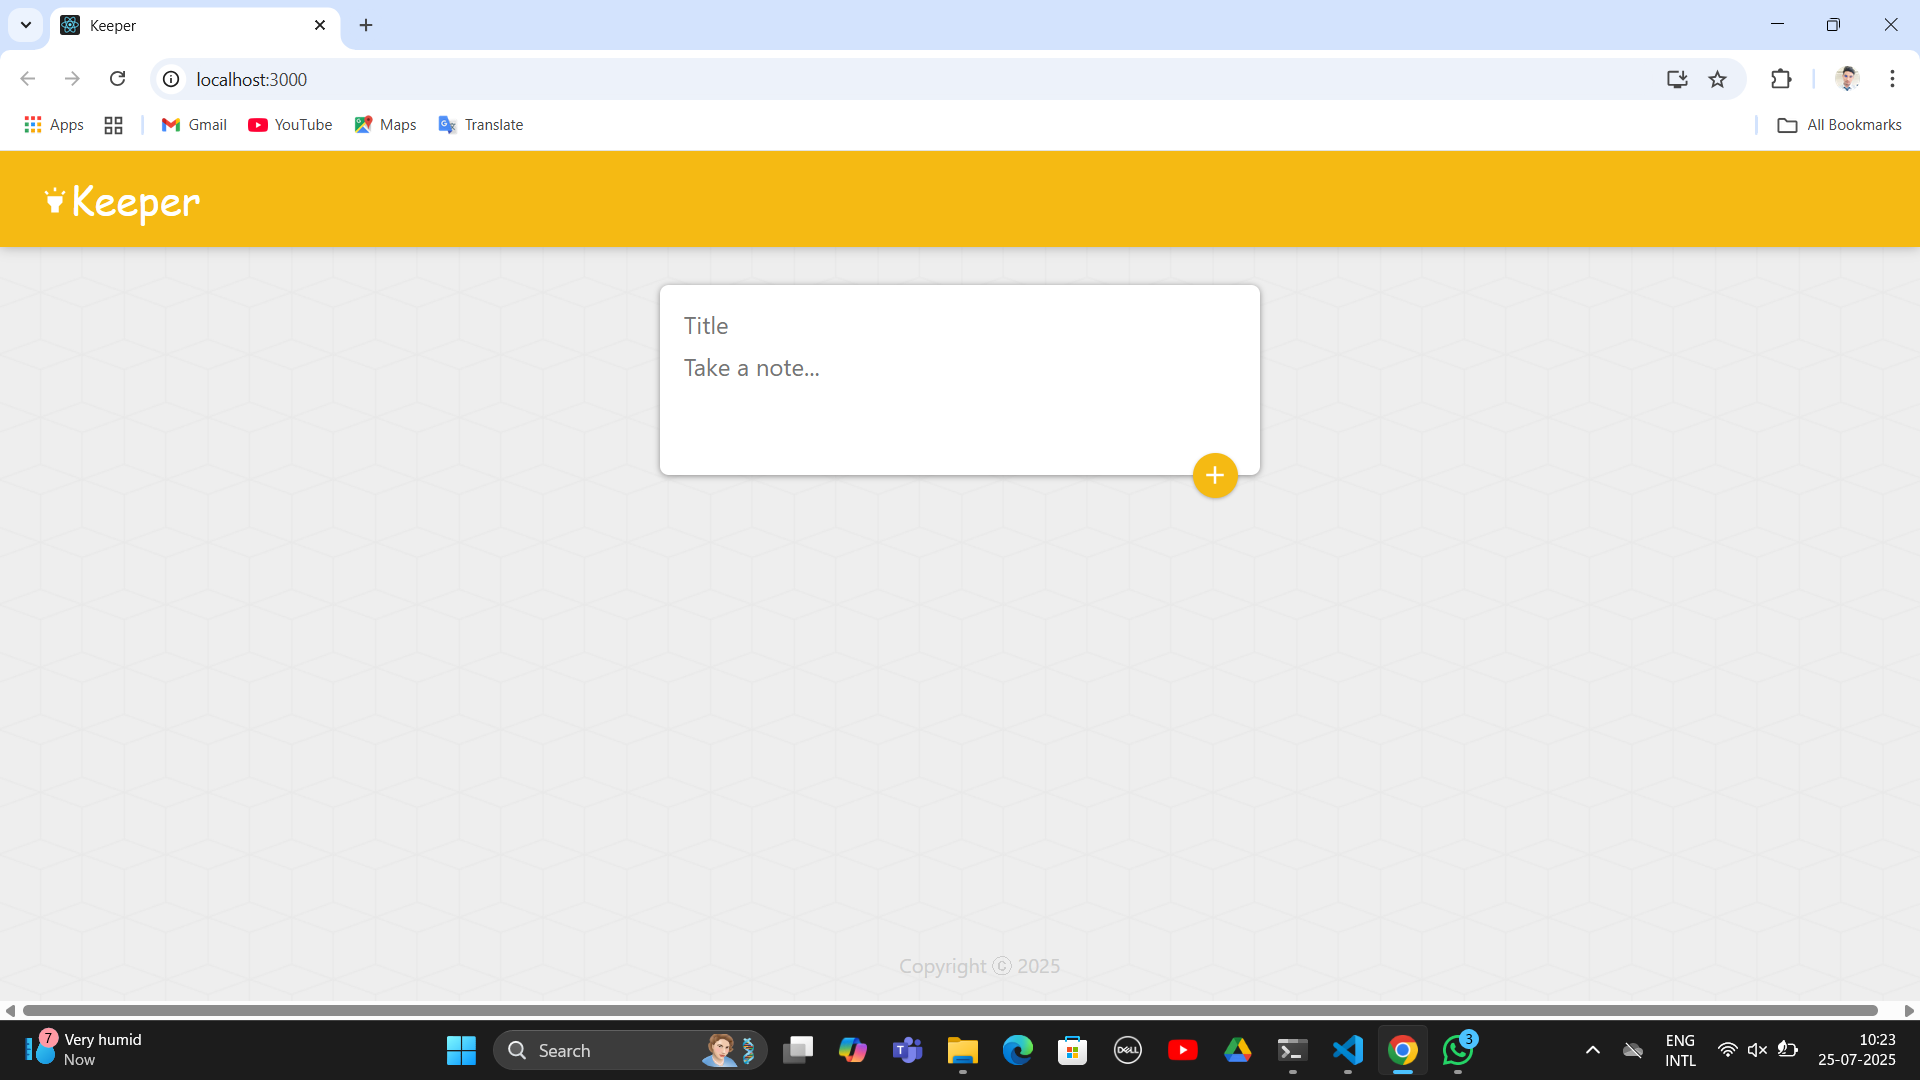 Keeper
localhost:3000
Apps
Gmail
YouTube
Maps
Translate
All Bookmarks
Keeper
Title
Take a note...
Copyright ⓒ 2025
7
Very humid
Now
Search
T
DELL
3
ENG
INTL
10:23
25-07-2025